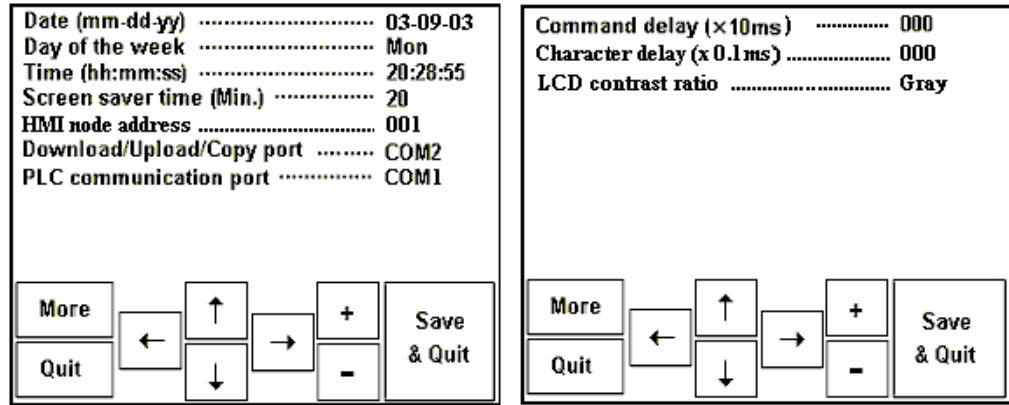 Date (mm-dd-yy) ........................ 03-09-03
Day of the week ........................ Mon
Time (hh:mm:ss) ........................ 20:28:55
Screen saver time (Min.) ............... 20
HMI node address ................................ 001
Download/Upload/Copy port ......... COM2
PLC communication port .............. COM1
More
Quit
←
↑
↓
→
+
-
Save
& Quit
Command delay (×10ms) ............. 000
Character delay (x 0.1ms) ................... 000
LCD contrast ratio ............................. Gray
More
Quit
←
↑
↓
→
+
-
Save
& Quit